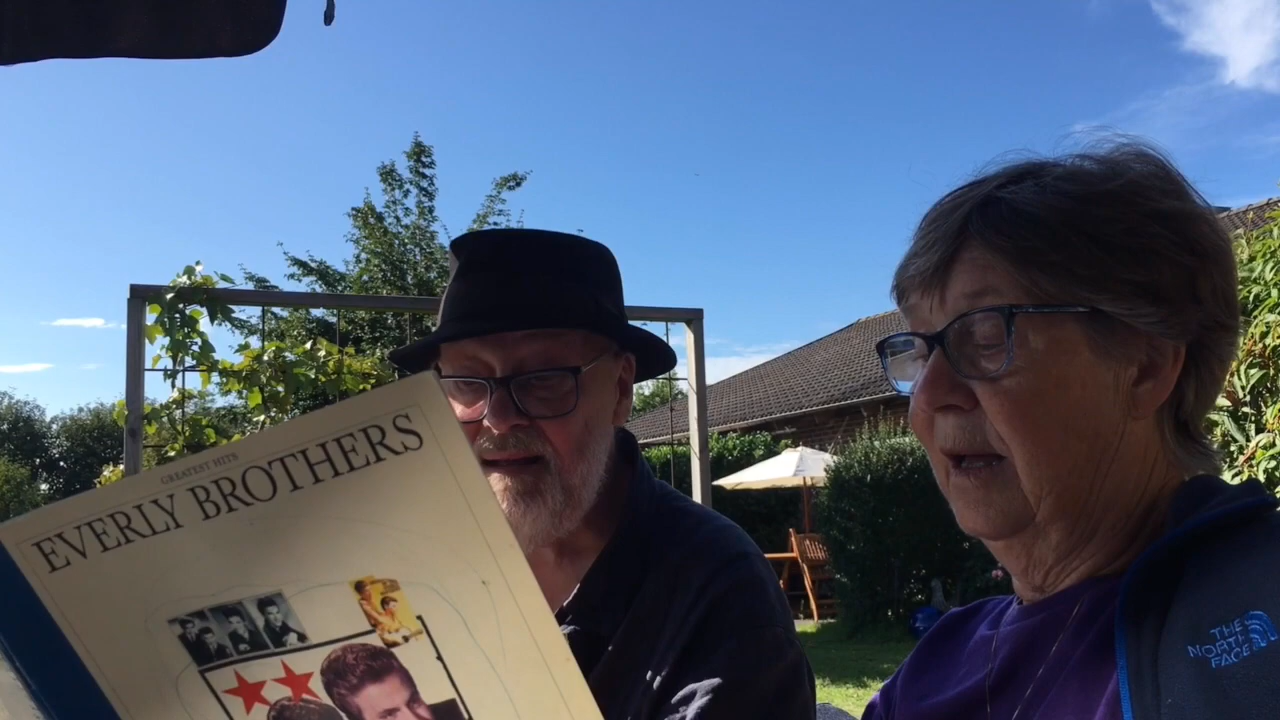 GREATEST HITS
EVERLY BROTHERS
THE
NORTH
FACE